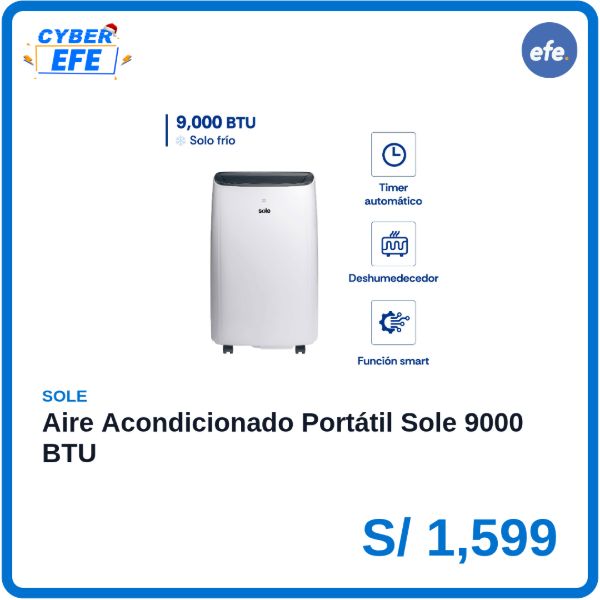 CYBER
EFE
efe.
9,000 BTU
Solo frío
sole
Timer
automático
Deshumedecedor
Función smart
SOLE
Aire Acondicionado Portátil Sole 9000
BTU
S/ 1,599